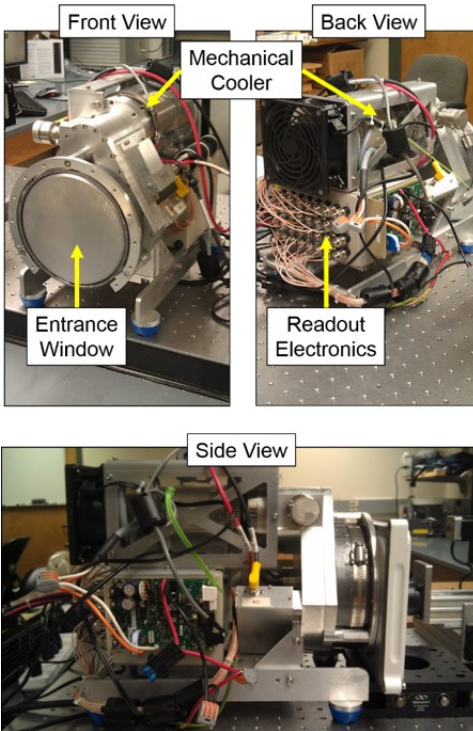 Front View
Back View
Mechanical
Cooler
Entrance
Window
Readout
Electronics
Side View